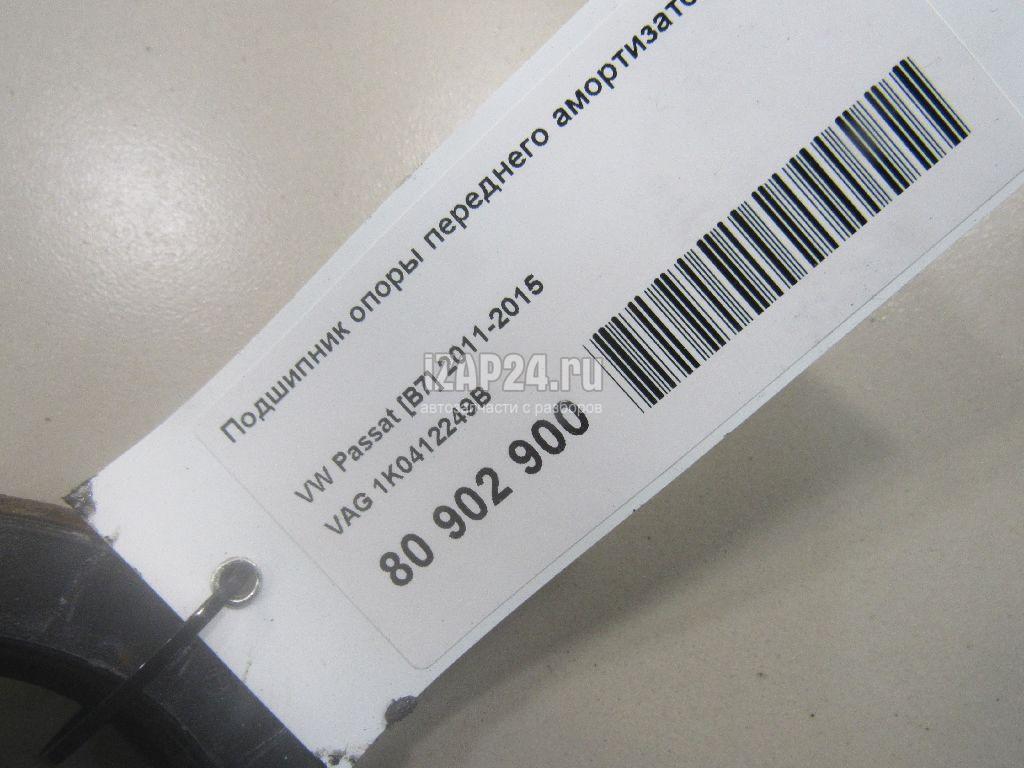 Подшипник опоры переднего амортизато
VW Passat [B7] 2011-2015
VAG 1K0412249B
80 902 900
iZAP24.ru
автозапчасти с разборов